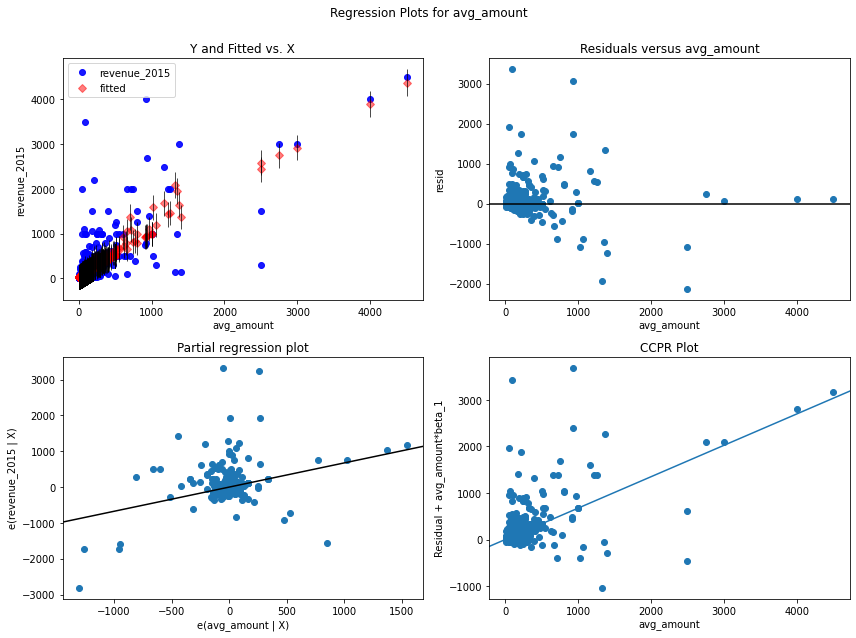 Regression Plots for avg_amount
Y and Fitted vs. X
revenue_2015
fitted
4000
3000
2000
1000
0
revenue_2015
0
1000
2000
3000
4000
avg_amount
Residuals versus avg_amount
3000
2000
1000
0
−1000
−2000
resid
0
1000
2000
3000
4000
avg_amount
Partial regression plot
3000
2000
1000
0
−1000
−2000
−3000
e(revenue_2015 | X)
−1000
−500
0
500
1000
1500
e(avg_amount | X)
CCPR Plot
3000
2000
1000
0
−1000
Residual + avg_amount*beta_1
0
1000
2000
3000
4000
avg_amount